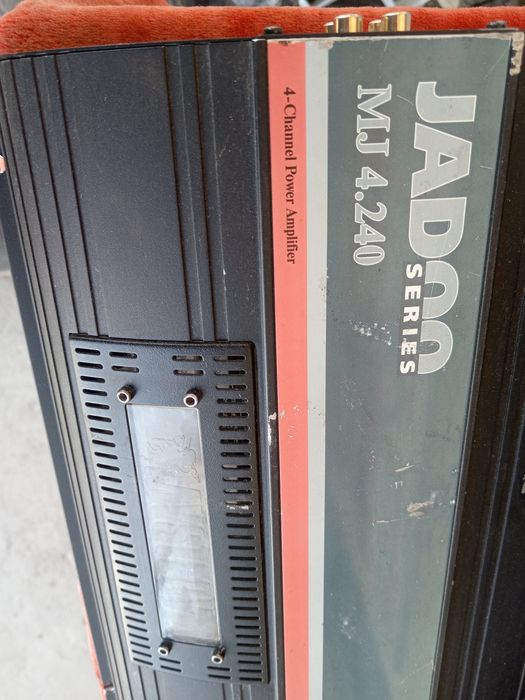 JADOO
SERIES
MJ 4.240
4-Channel Power Amplifier